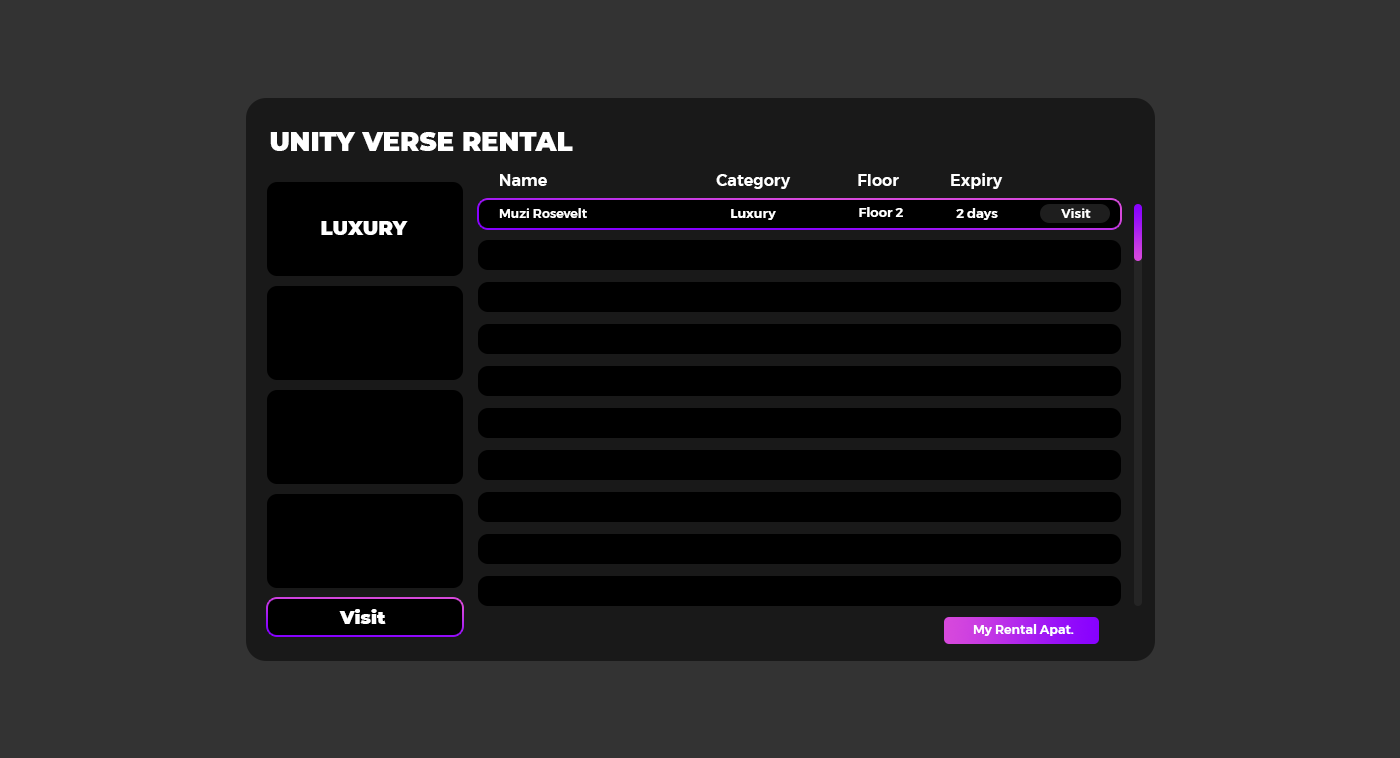 UNITY VERSE RENTAL
LUXURY
Name Category Floor Expiry
Muzi Rosevelt Luxury Floor 2 2 days Visit
Visit
My Rental Apat.